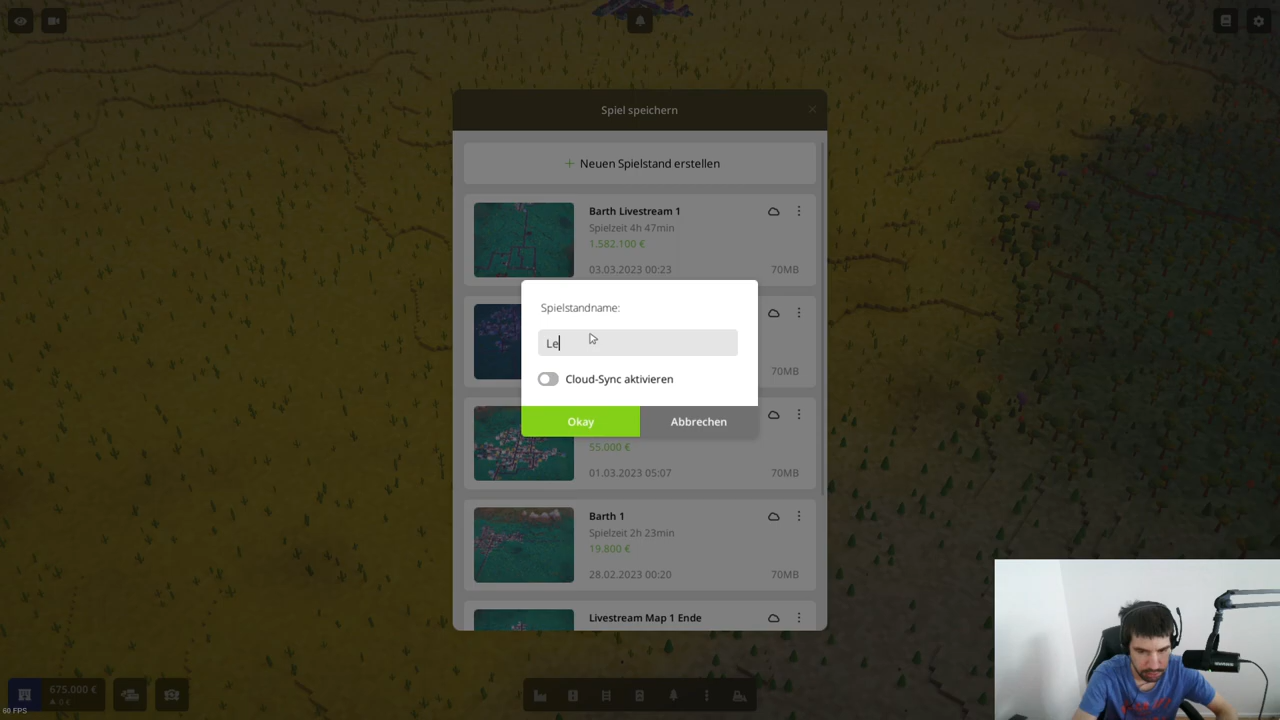 Spiel speichern
+ Neuen Spielstand erstellen
Barth Livestream 1
Spielzeit 4h 47min
1.582.100 €
03.03.2023 00:23
70MB
Spielstandname:
Le
70MB
Cloud-Sync aktivieren
Okay
Abbrechen
55.000 €
01.03.2023 05:07
70MB
Barth 1
Spielzeit 2h 23min
19.800 €
28.02.2023 00:20
70MB
Livestream Map 1 Ende
675.000 €
0 €
60 FPS